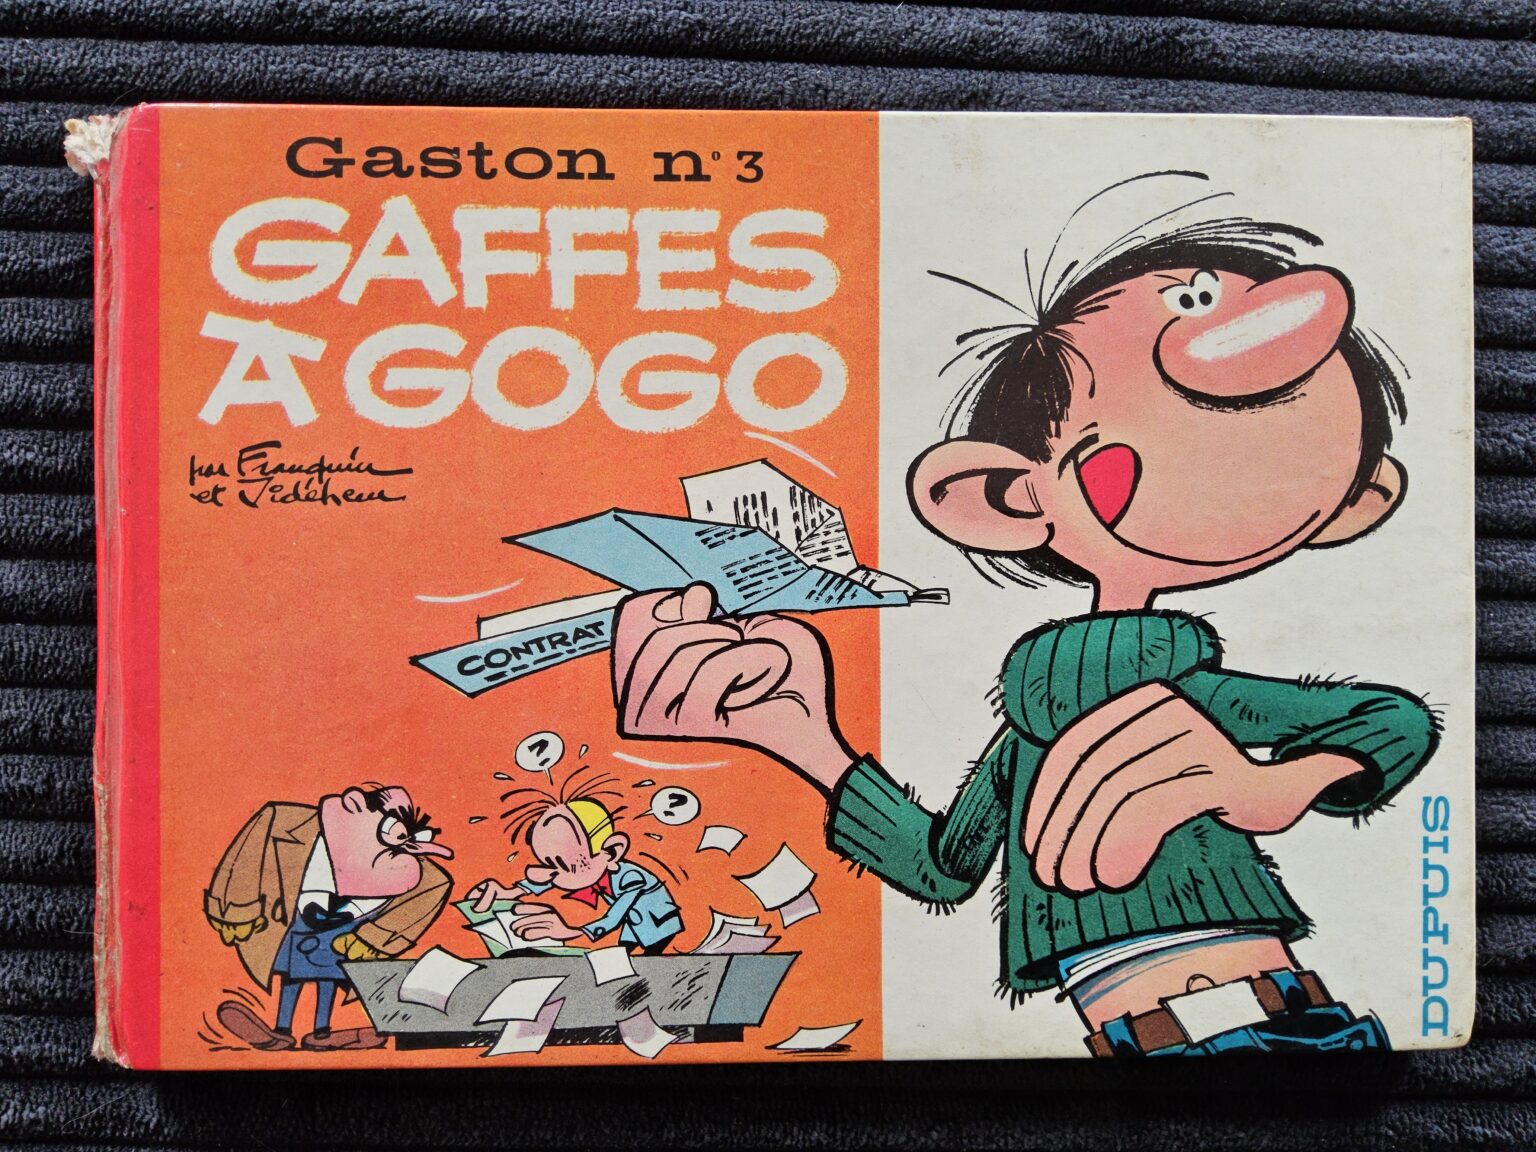 Gaston n° 3
GAFFES
A GOGO
par Franquin
et Jidéhem
CONTRAT
?
?
DUPUIS